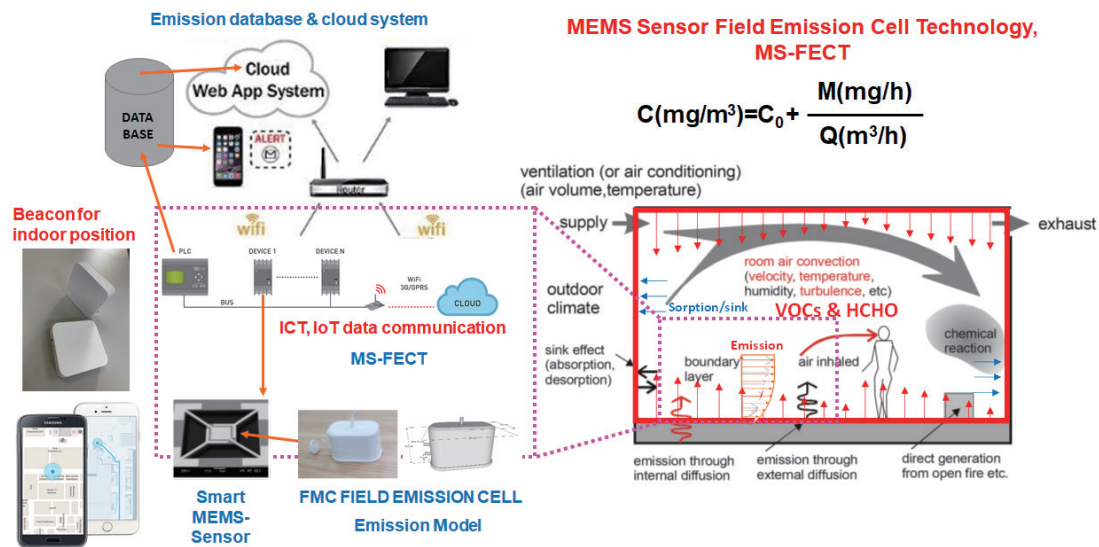 Emission database & cloud system
Cloud
Web App System
DATA
BASE
ALERT
Router
wifi
wifi
Beacon for
indoor position
PLC
DEVICE 1
DEVICE N
BUS
WiFi
3G/GPRS
CLOUD
ICT, IoT data communication
MS-FECT
SAMSUNG
Smart
MEMS-
Sensor
FMC FIELD EMISSION CELL
Emission Model
MEMS Sensor Field Emission Cell Technology,
MS-FECT
C(mg/m³)=C₀+ M(mg/h)
Q(m³/h)
ventilation (or air conditioning)
(air volume,temperature)
supply
exhaust
room air convection
(velocity, temperature,
humidity, turbulence, etc)
outdoor
climate
Sorption/sink
VOCs & HCHO
chemical
reaction
sink effect
(absorption,
desorption)
boundary
layer
Emission
air inhaled
emission through
internal diffusion
emission through
external diffusion
direct generation
from open fire etc.